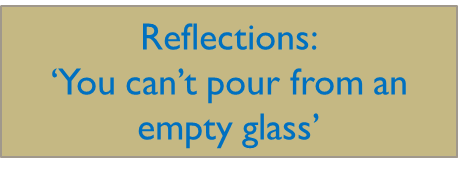 Reflections:
‘You can’t pour from an
empty glass’